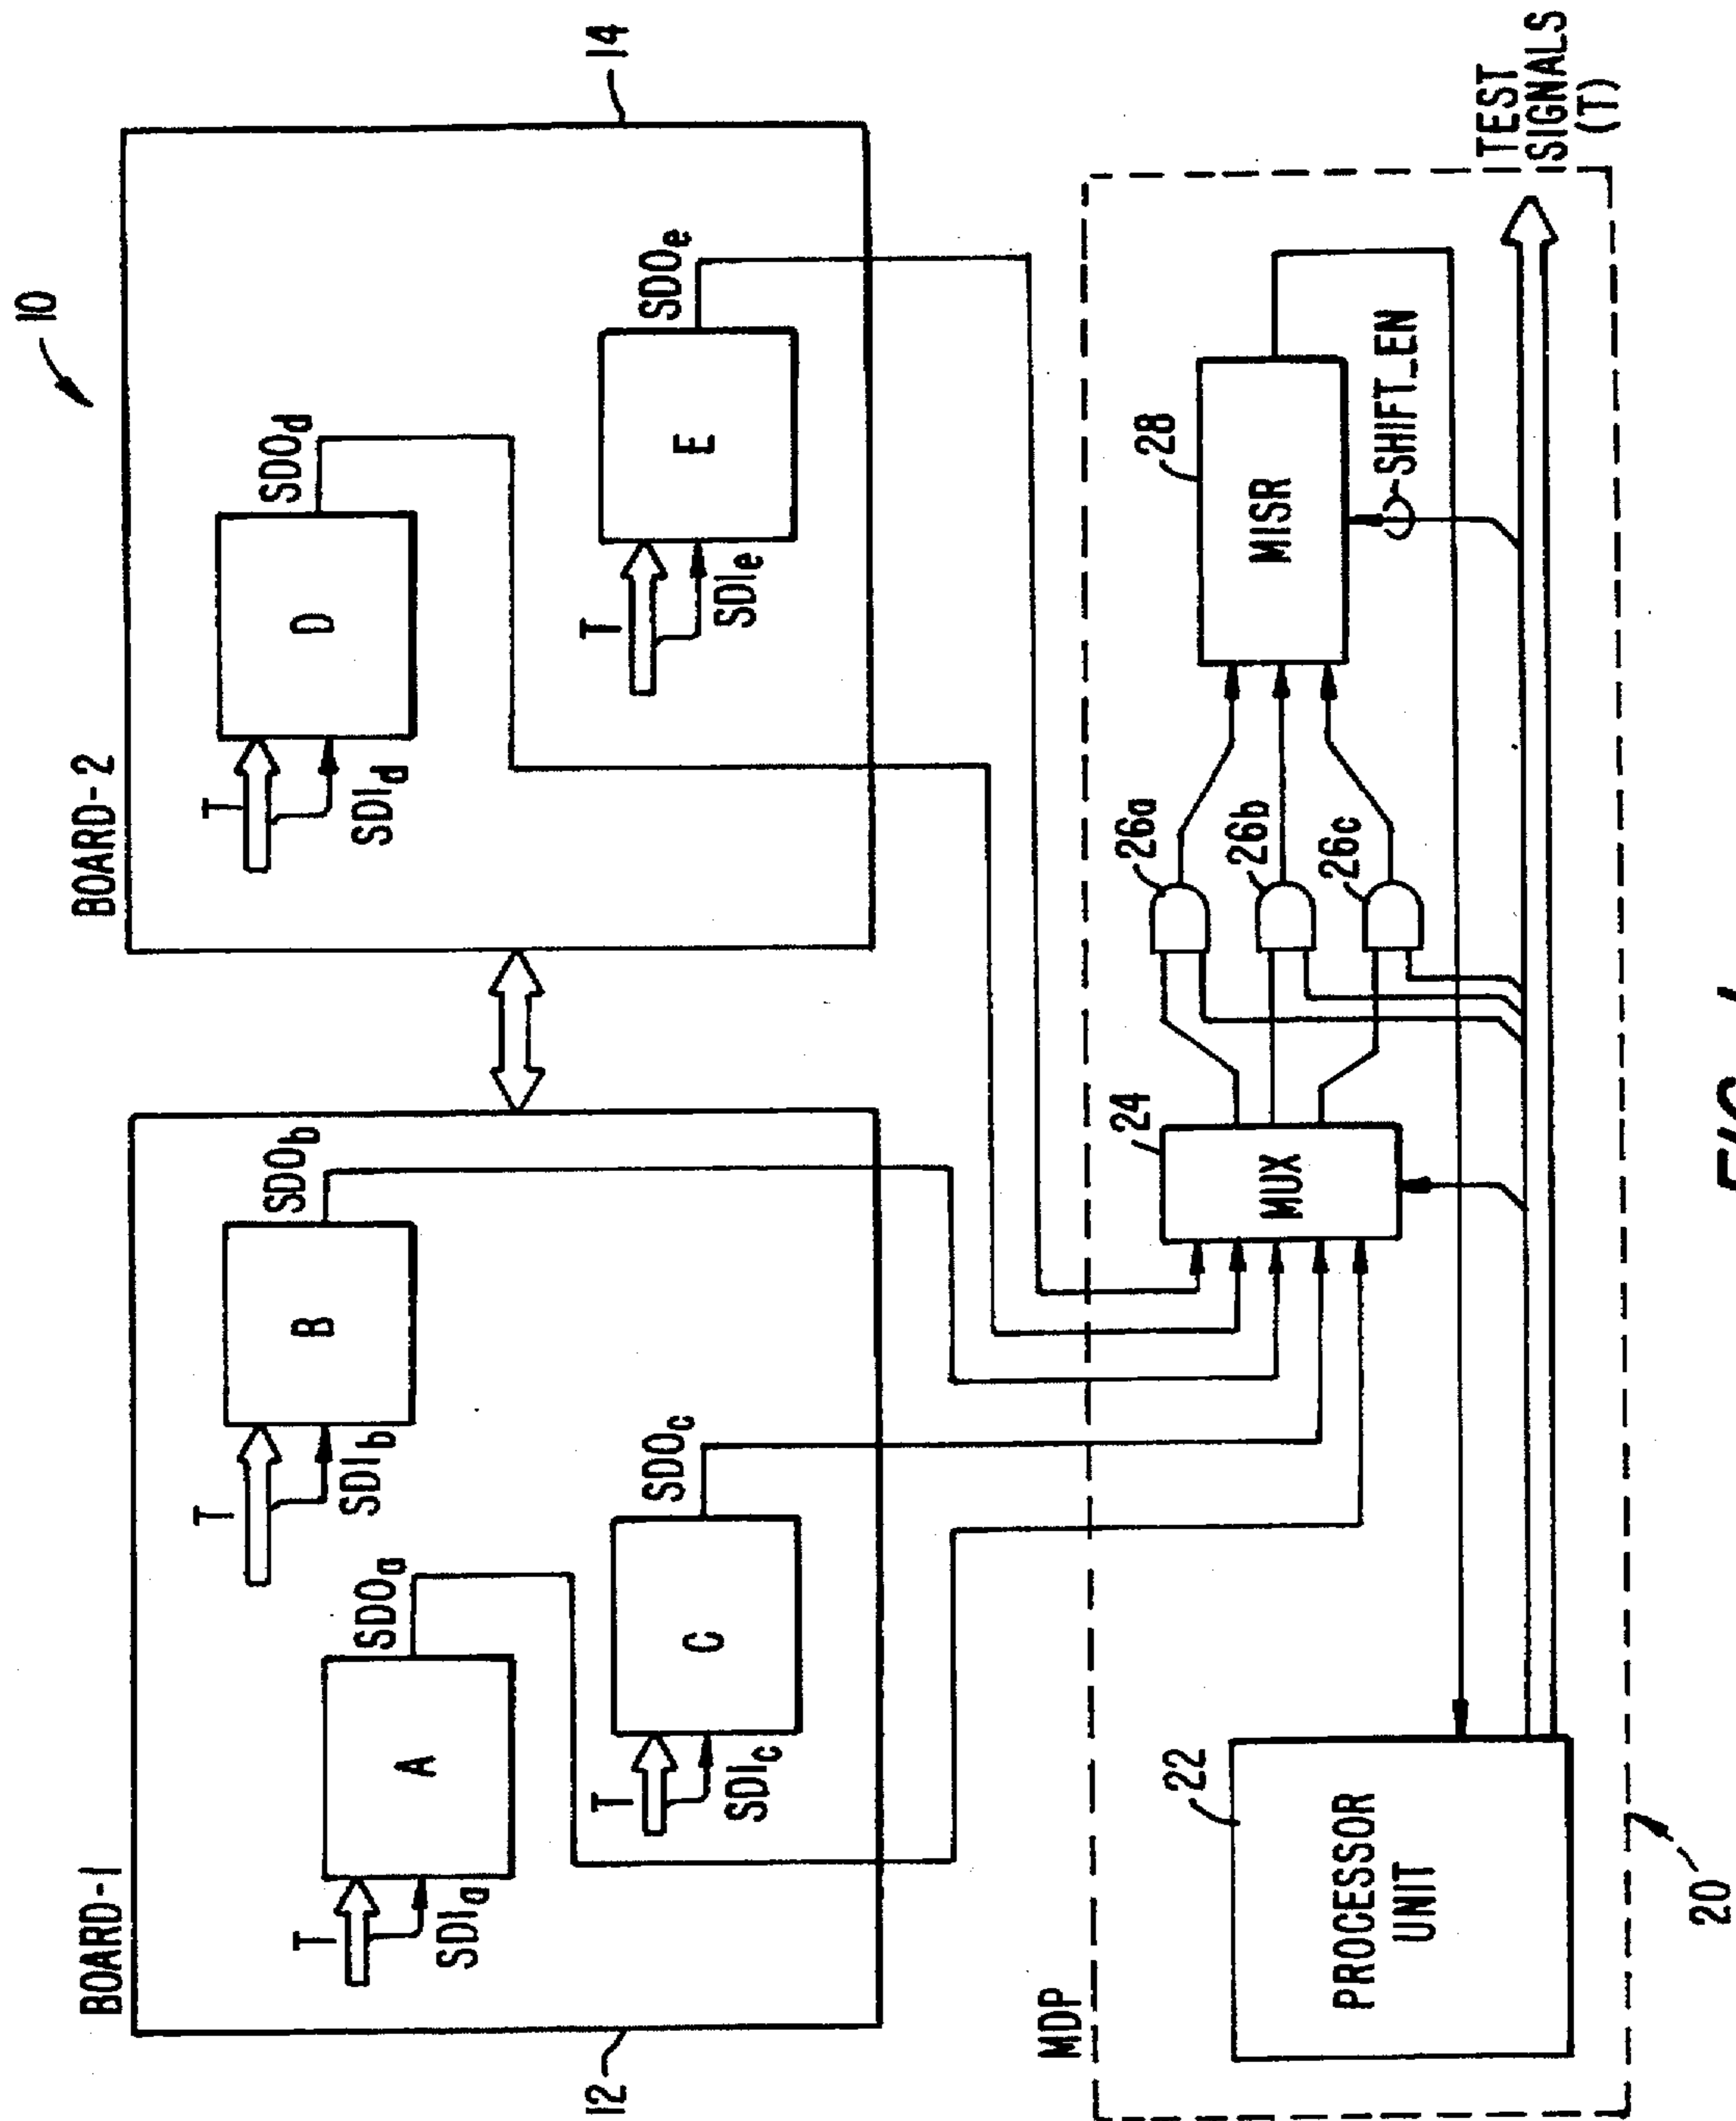 10
BOARD-1
BOARD-2
12
14
T
SDIa
A
SDOa
T
SDIb
B
SDOb
T
SDIc
C
SDOc
T
SDId
D
SDOd
T
SDIe
E
SDOe
MDP
20
22
PROCESSOR
UNIT
24
MUX
26a
26b
26c
28
MISR
SHIFT_EN
TEST
SIGNALS
(T)